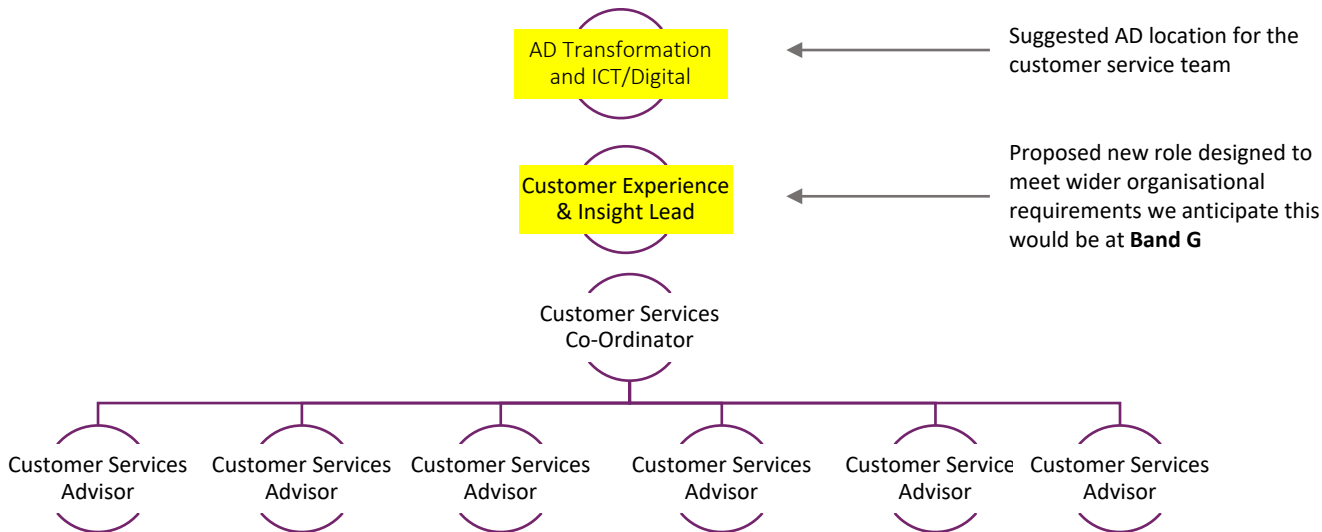 AD Transformation
and ICT/Digital
Suggested AD location for the
customer service team
Customer Experience
& Insight Lead
Proposed new role designed to
meet wider organisational
requirements we anticipate this
would be at Band G
Customer Services
Co-Ordinator
Customer Services
Advisor
Customer Services
Advisor
Customer Services
Advisor
Customer Services
Advisor
Customer Service
Advisor
Customer Services
Advisor